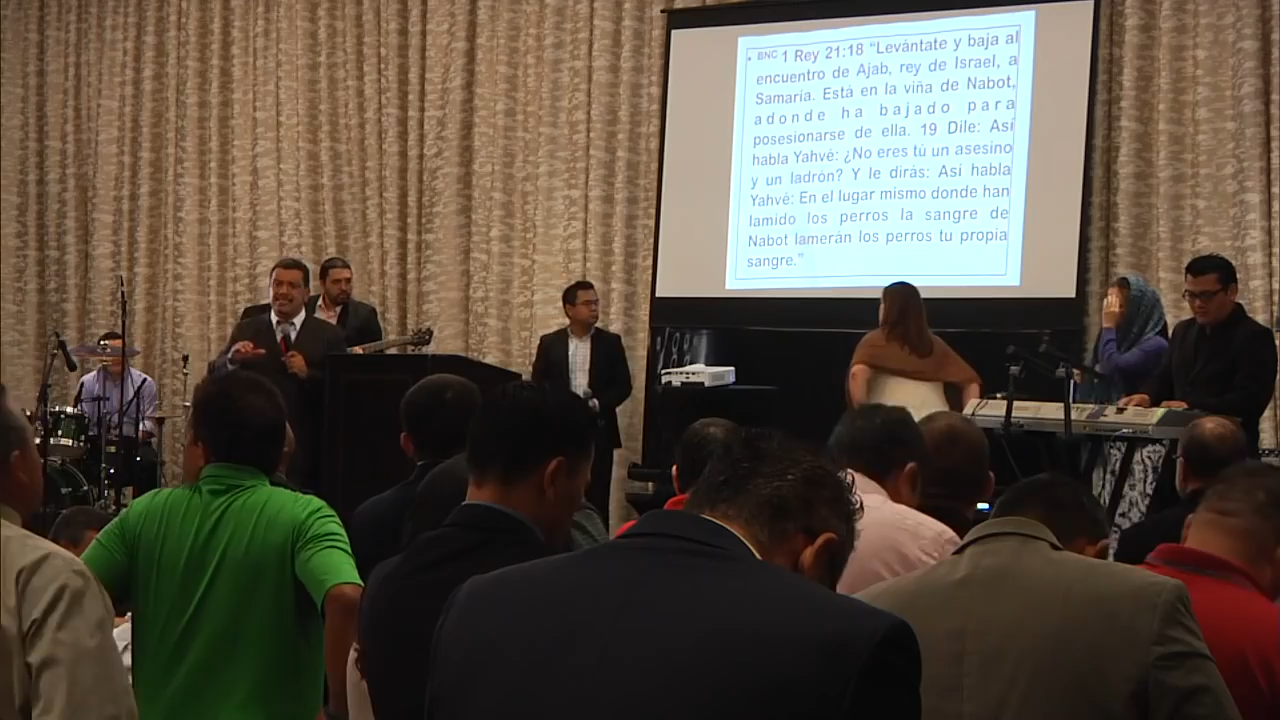 . BNC 1 Rey 21:18 “Levántate y baja al
encuentro de Ajab, rey de Israel, a
Samaría. Está en la viña de Nabot,
adonde ha bajado para
posesionarse de ella. 19 Dile: Así
habla Yahvé: ¿No eres tú un asesino
y un ladrón? Y le dirás: Así habla
Yahvé: En el lugar mismo donde han
lamido los perros la sangre de
Nabot lamerán los perros tu propia
sangre.”